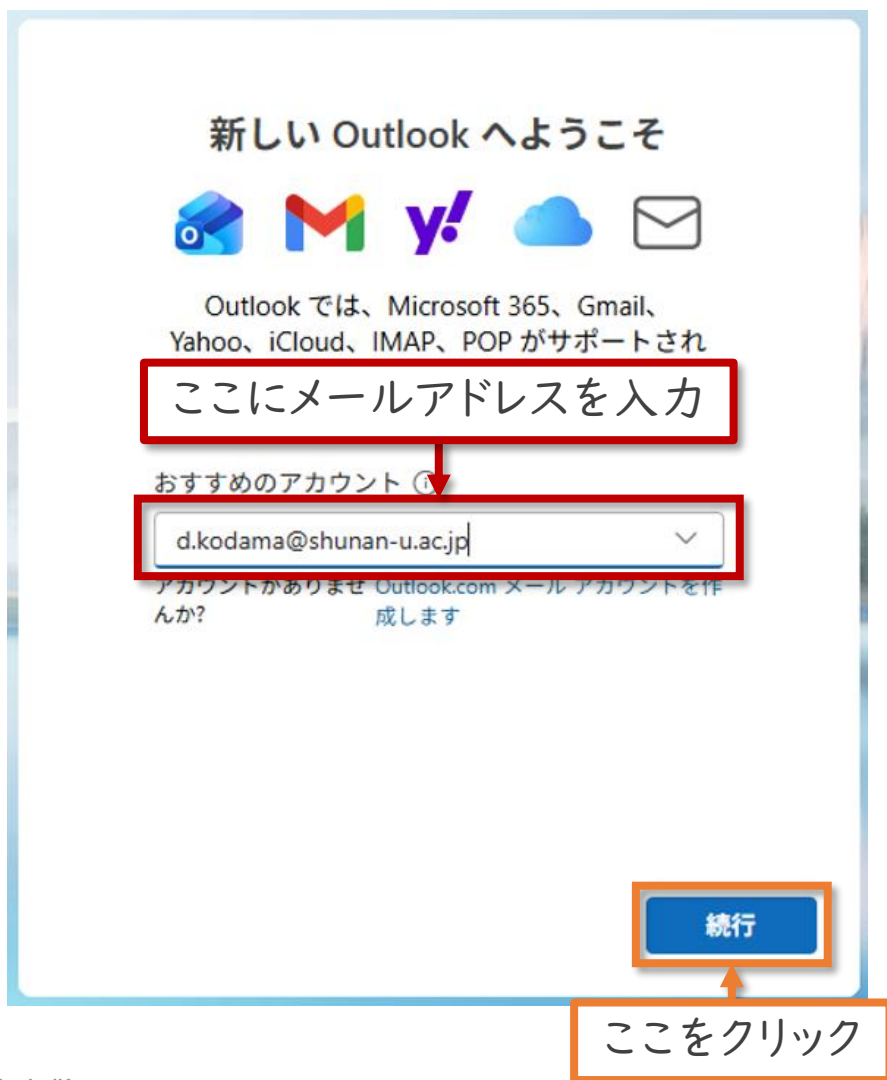 新しい Outlook へようこそ
Outlook では、Microsoft 365、Gmail、
Yahoo、iCloud、IMAP、POP がサポートされ
ここにメールアドレスを入力
おすすめのアカウント
d.kodama@shunan-u.ac.jp
アカウントがありませ Outlook.com メール アカウントを作
んか? 成します
続行
ここをクリック